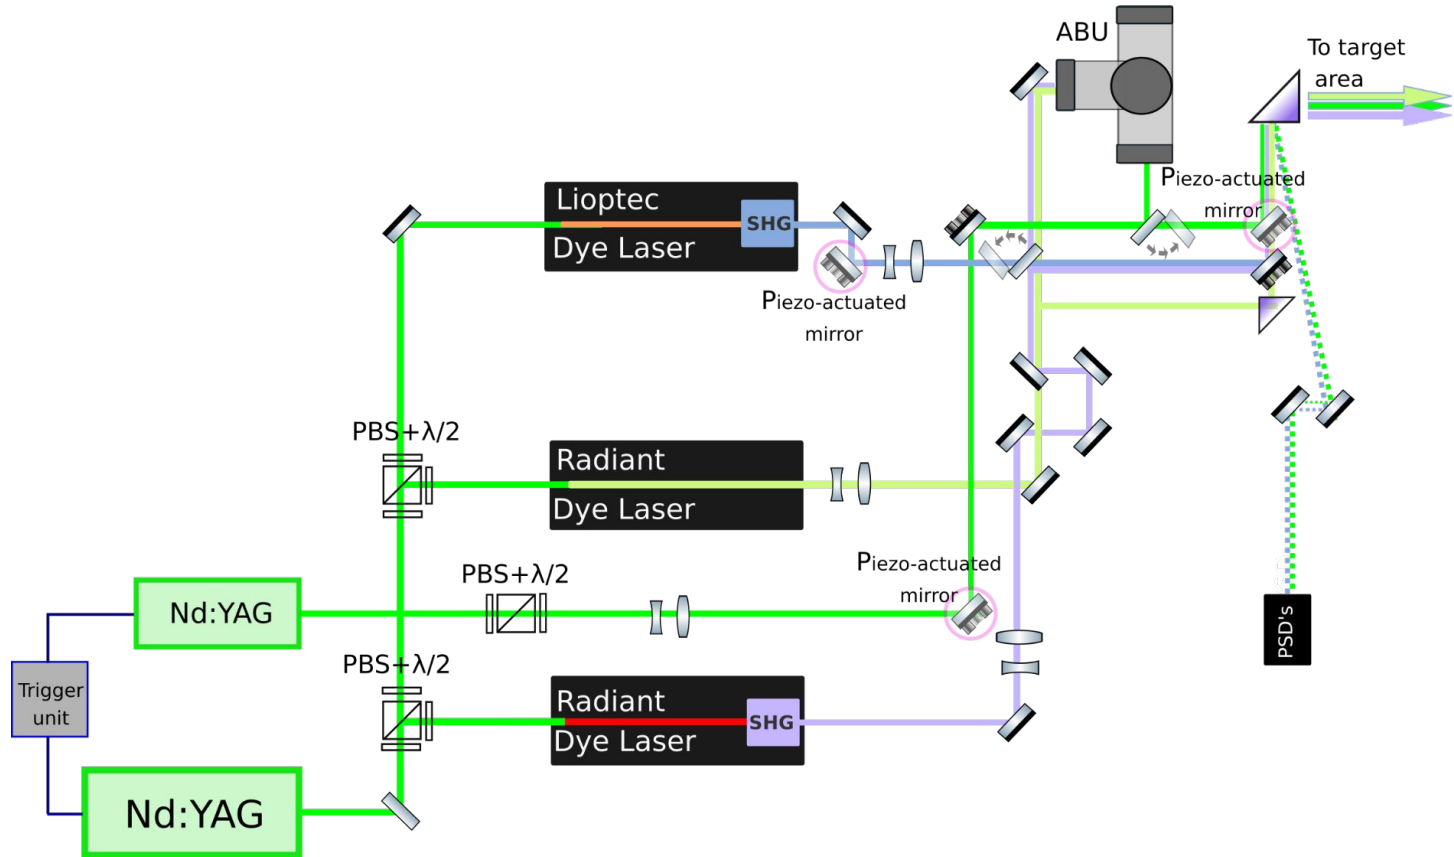 ABU
To target
area
Piezo-actuated
mirror
Lioptec
SHG
Dye Laser
Piezo-actuated
mirror
PBS+λ/2
Radiant
Dye Laser
Piezo-actuated
mirror
PBS+λ/2
Nd:YAG
PSD's
PBS+λ/2
Trigger
unit
Radiant
SHG
Dye Laser
Nd:YAG